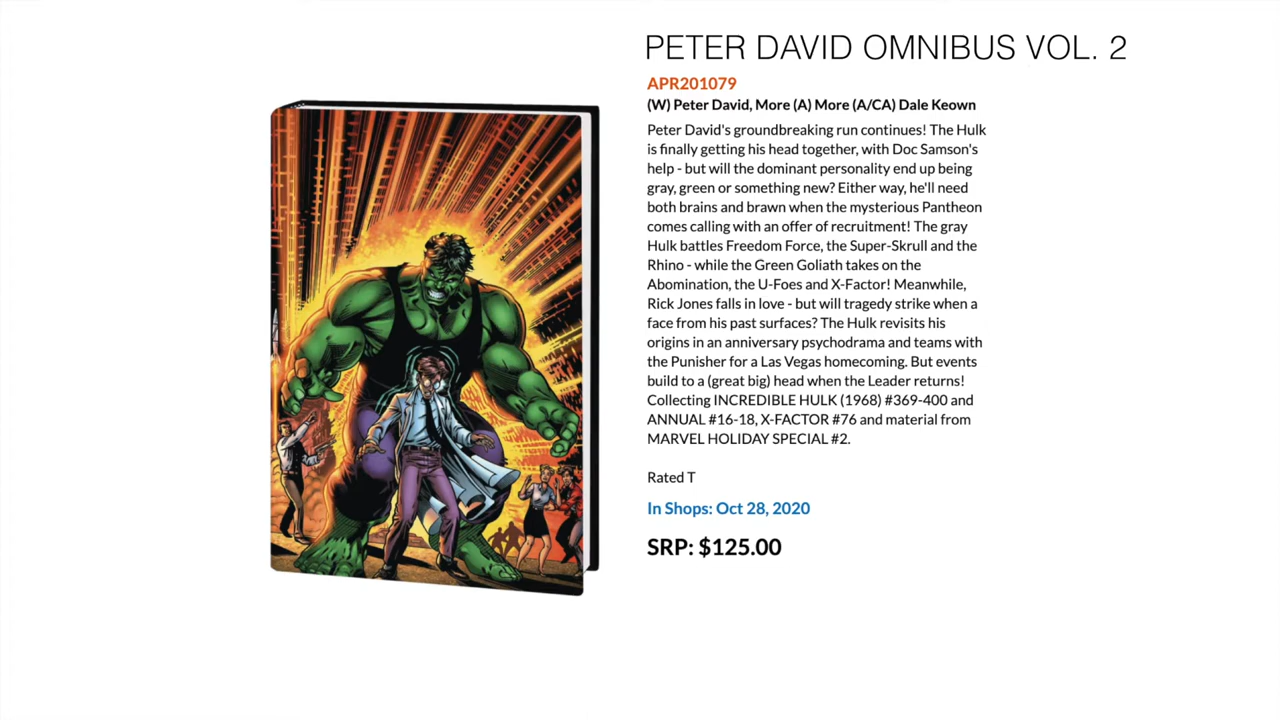 PETER DAVID OMNIBUS VOL. 2
APR201079
(W) Peter David, More (A) More (A/CA) Dale Keown
Peter David's groundbreaking run continues! The Hulk
is finally getting his head together, with Doc Samson's
help - but will the dominant personality end up being
gray, green or something new? Either way, he'll need
both brains and brawn when the mysterious Pantheon
comes calling with an offer of recruitment! The gray
Hulk battles Freedom Force, the Super-Skrull and the
Rhino - while the Green Goliath takes on the
Abomination, the U-Foes and X-Factor! Meanwhile,
Rick Jones falls in love - but will tragedy strike when a
face from his past surfaces? The Hulk revisits his
origins in an anniversary psychodrama and teams with
the Punisher for a Las Vegas homecoming. But events
build to a (great big) head when the Leader returns!
Collecting INCREDIBLE HULK (1968) #369-400 and
ANNUAL #16-18, X-FACTOR #76 and material from
MARVEL HOLIDAY SPECIAL #2.
Rated T
In Shops: Oct 28, 2020
SRP: $125.00